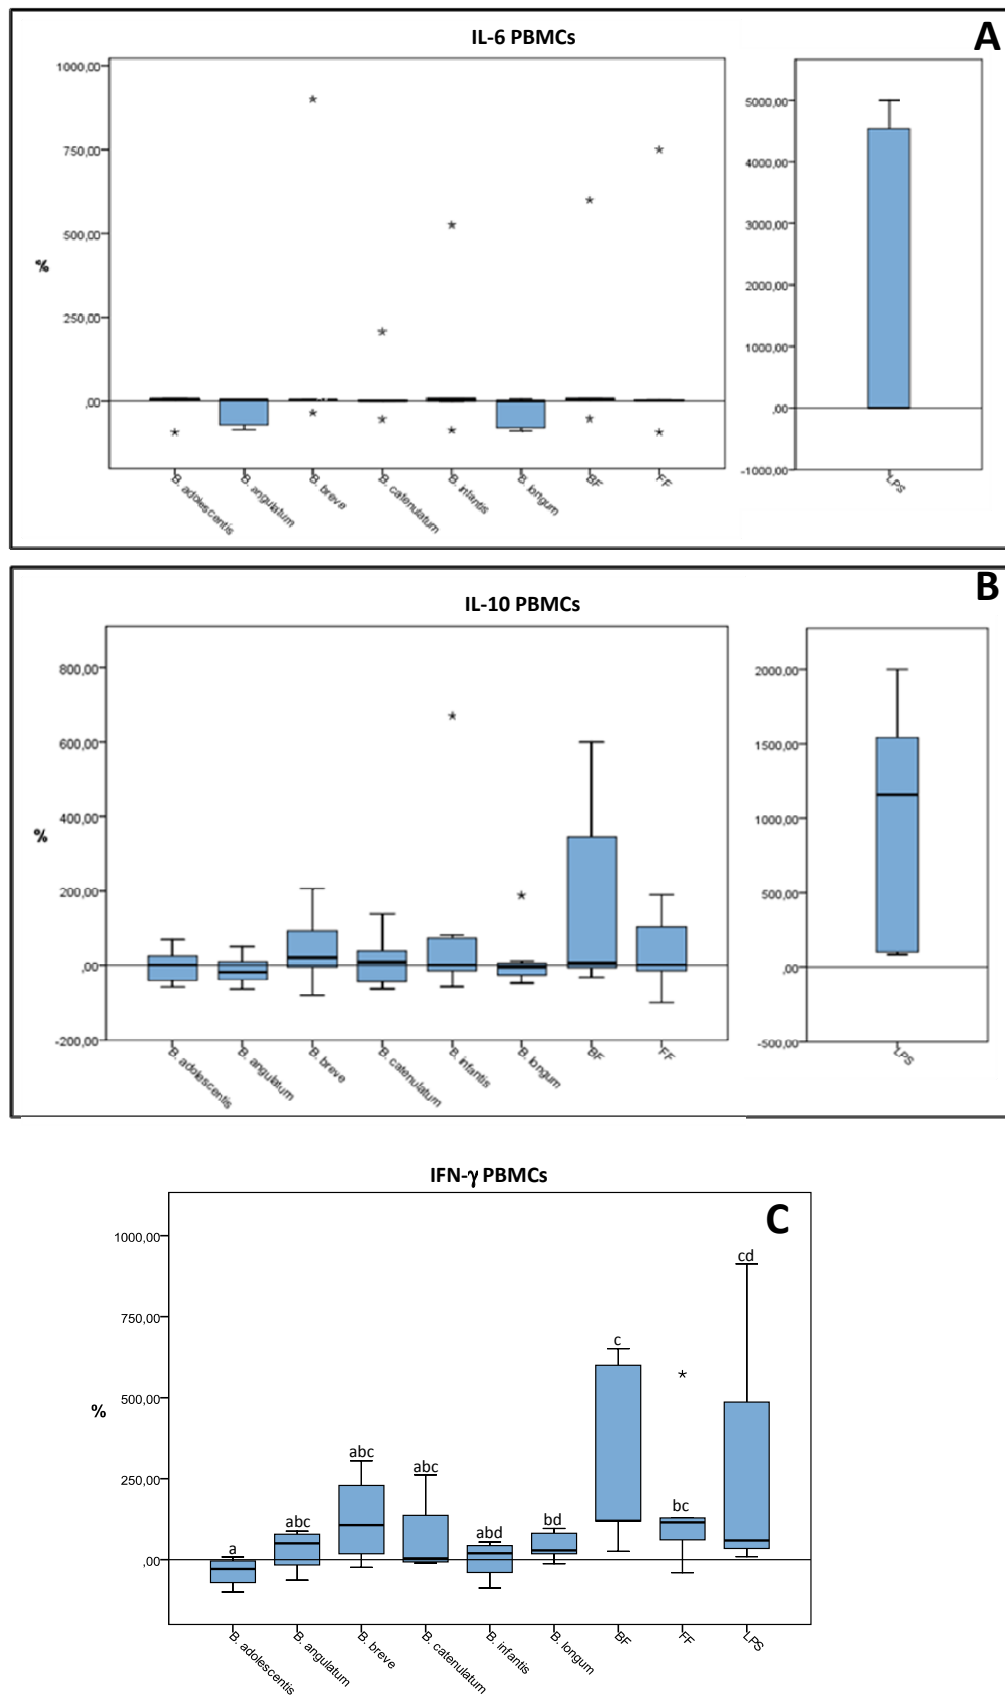 IL-6 PBMCs
A
1000,00
750,00
500,00
250,00
,00
%
B. adolescentis
B. angulatum
B. breve
B. catenulatum
B. infantis
B. longum
BF
FF
5000,00
4000,00
3000,00
2000,00
1000,00
,00
-1000,00
LPS
IL-10 PBMCs
B
800,00
600,00
400,00
200,00
,00
-200,00
%
B. adolescentis
B. angulatum
B. breve
B. catenulatum
B. infantis
B. longum
BF
FF
2000,00
1500,00
1000,00
500,00
,00
-500,00
LPS
IFN-γ PBMCs
C
1000,00
750,00
500,00
250,00
,00
%
a
abc
abc
abc
abd
bd
c
bc
cd
B. adolescentis
B. angulatum
B. breve
B. catenulatum
B. infantis
B. longum
BF
FF
LPS